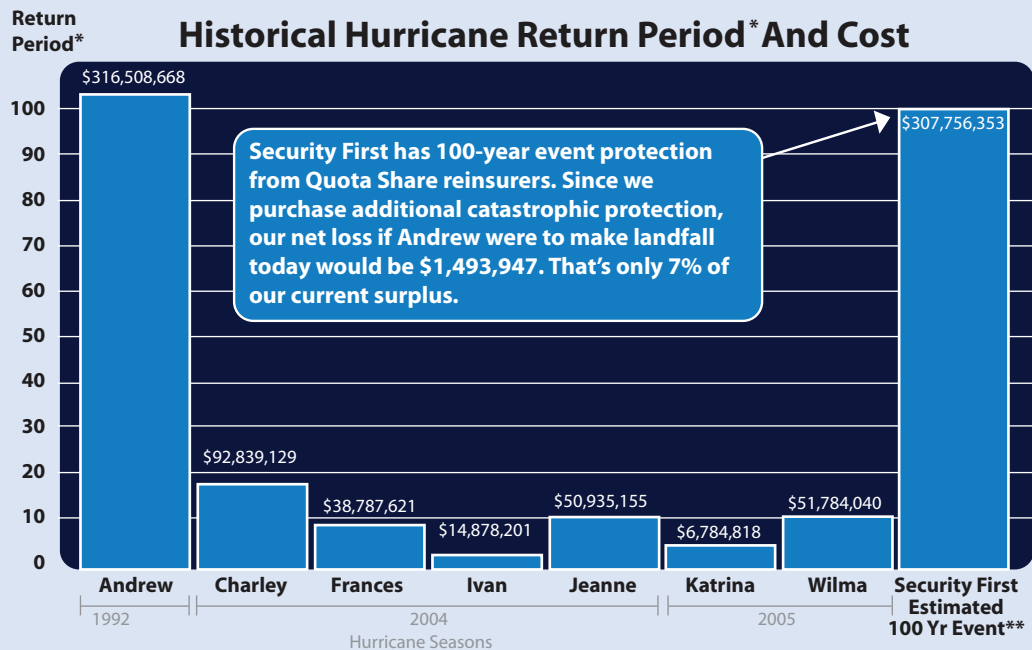 Return
Period*
Historical Hurricane Return Period* And Cost
$316,508,668
100
90
80
70
60
50
40
30
20
10
0
$307,756,353
Security First has 100-year event protection
from Quota Share reinsurers. Since we
purchase additional catastrophic protection,
our net loss if Andrew were to make landfall
today would be $1,493,947. That's only 7% of
our current surplus.
$92,839,129
$38,787,621
$14,878,201
$50,935,155
$6,784,818
$51,784,040
Andrew
Charley
Frances
Ivan
Jeanne
Katrina
Wilma
Security First
Estimated
100 Yr Event**
1992
2004
2005
Hurricane Seasons